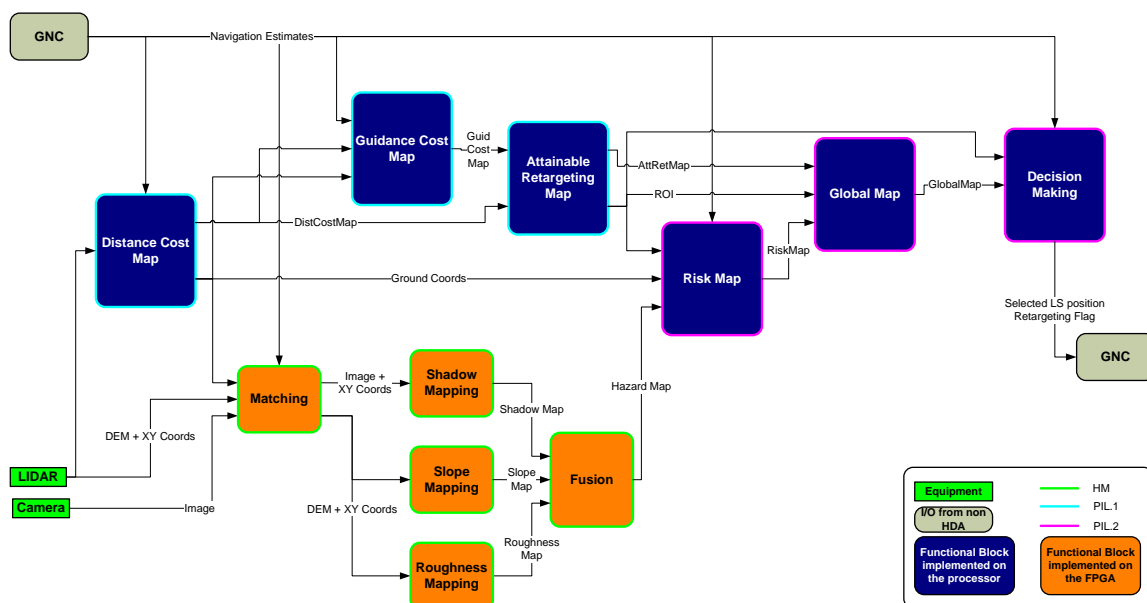 GNC
Navigation Estimates
Guidance Cost
Map
Guid
Cost
Map
Attainable
Retargeting
Map
AttRetMap
ROI
Global Map
GlobalMap
Decision
Making
Distance Cost
Map
DistCostMap
Ground Coords
Risk Map
RiskMap
Selected LS position
Retargeting Flag
GNC
Matching
Image +
XY Coords
Shadow
Mapping
Shadow Map
Hazard Map
DEM + XY Coords
LIDAR
Camera
Image
Slope
Mapping
Slope
Map
Fusion
DEM + XY Coords
Roughness
Map
Roughness
Mapping
Equipment
HM
I/O from non
HDA
PIL.1
PIL.2
Functional Block
implemented on
the processor
Functional Block
implemented on
the FPGA